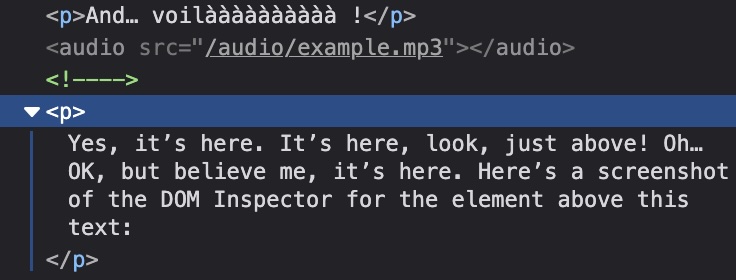 <p>And… voilàààààààààà !</p>
<audio src="/audio/example.mp3"></audio>
<!---->
<p>
Yes, it’s here. It’s here, look, just above! Oh…
OK, but believe me, it’s here. Here’s a screenshot
of the DOM Inspector for the element above this
text:
</p>